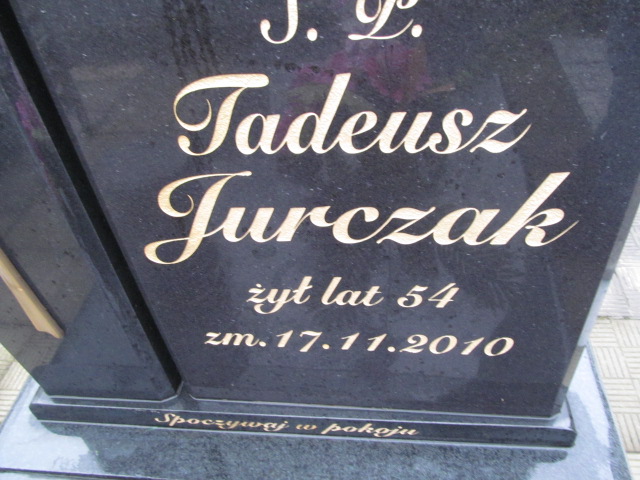 Ś. P.
Tadeusz
Jurczak
żył lat 54
zm. 17.11.2010
Spoczywaj w pokoju